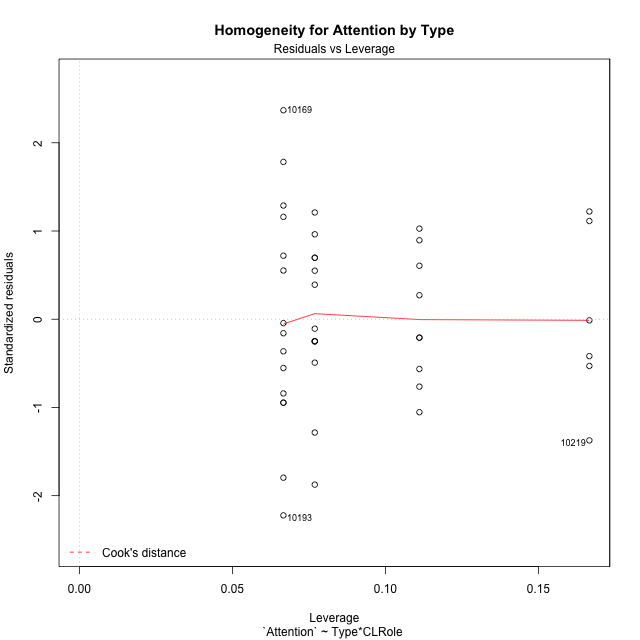 Homogeneity for Attention by Type
Residuals vs Leverage
10169
2
1
0
-1
-2
Standardized residuals
10219
10193
Cook's distance
0.00 0.05 0.10 0.15
Leverage
`Attention` ~ Type*CLRole